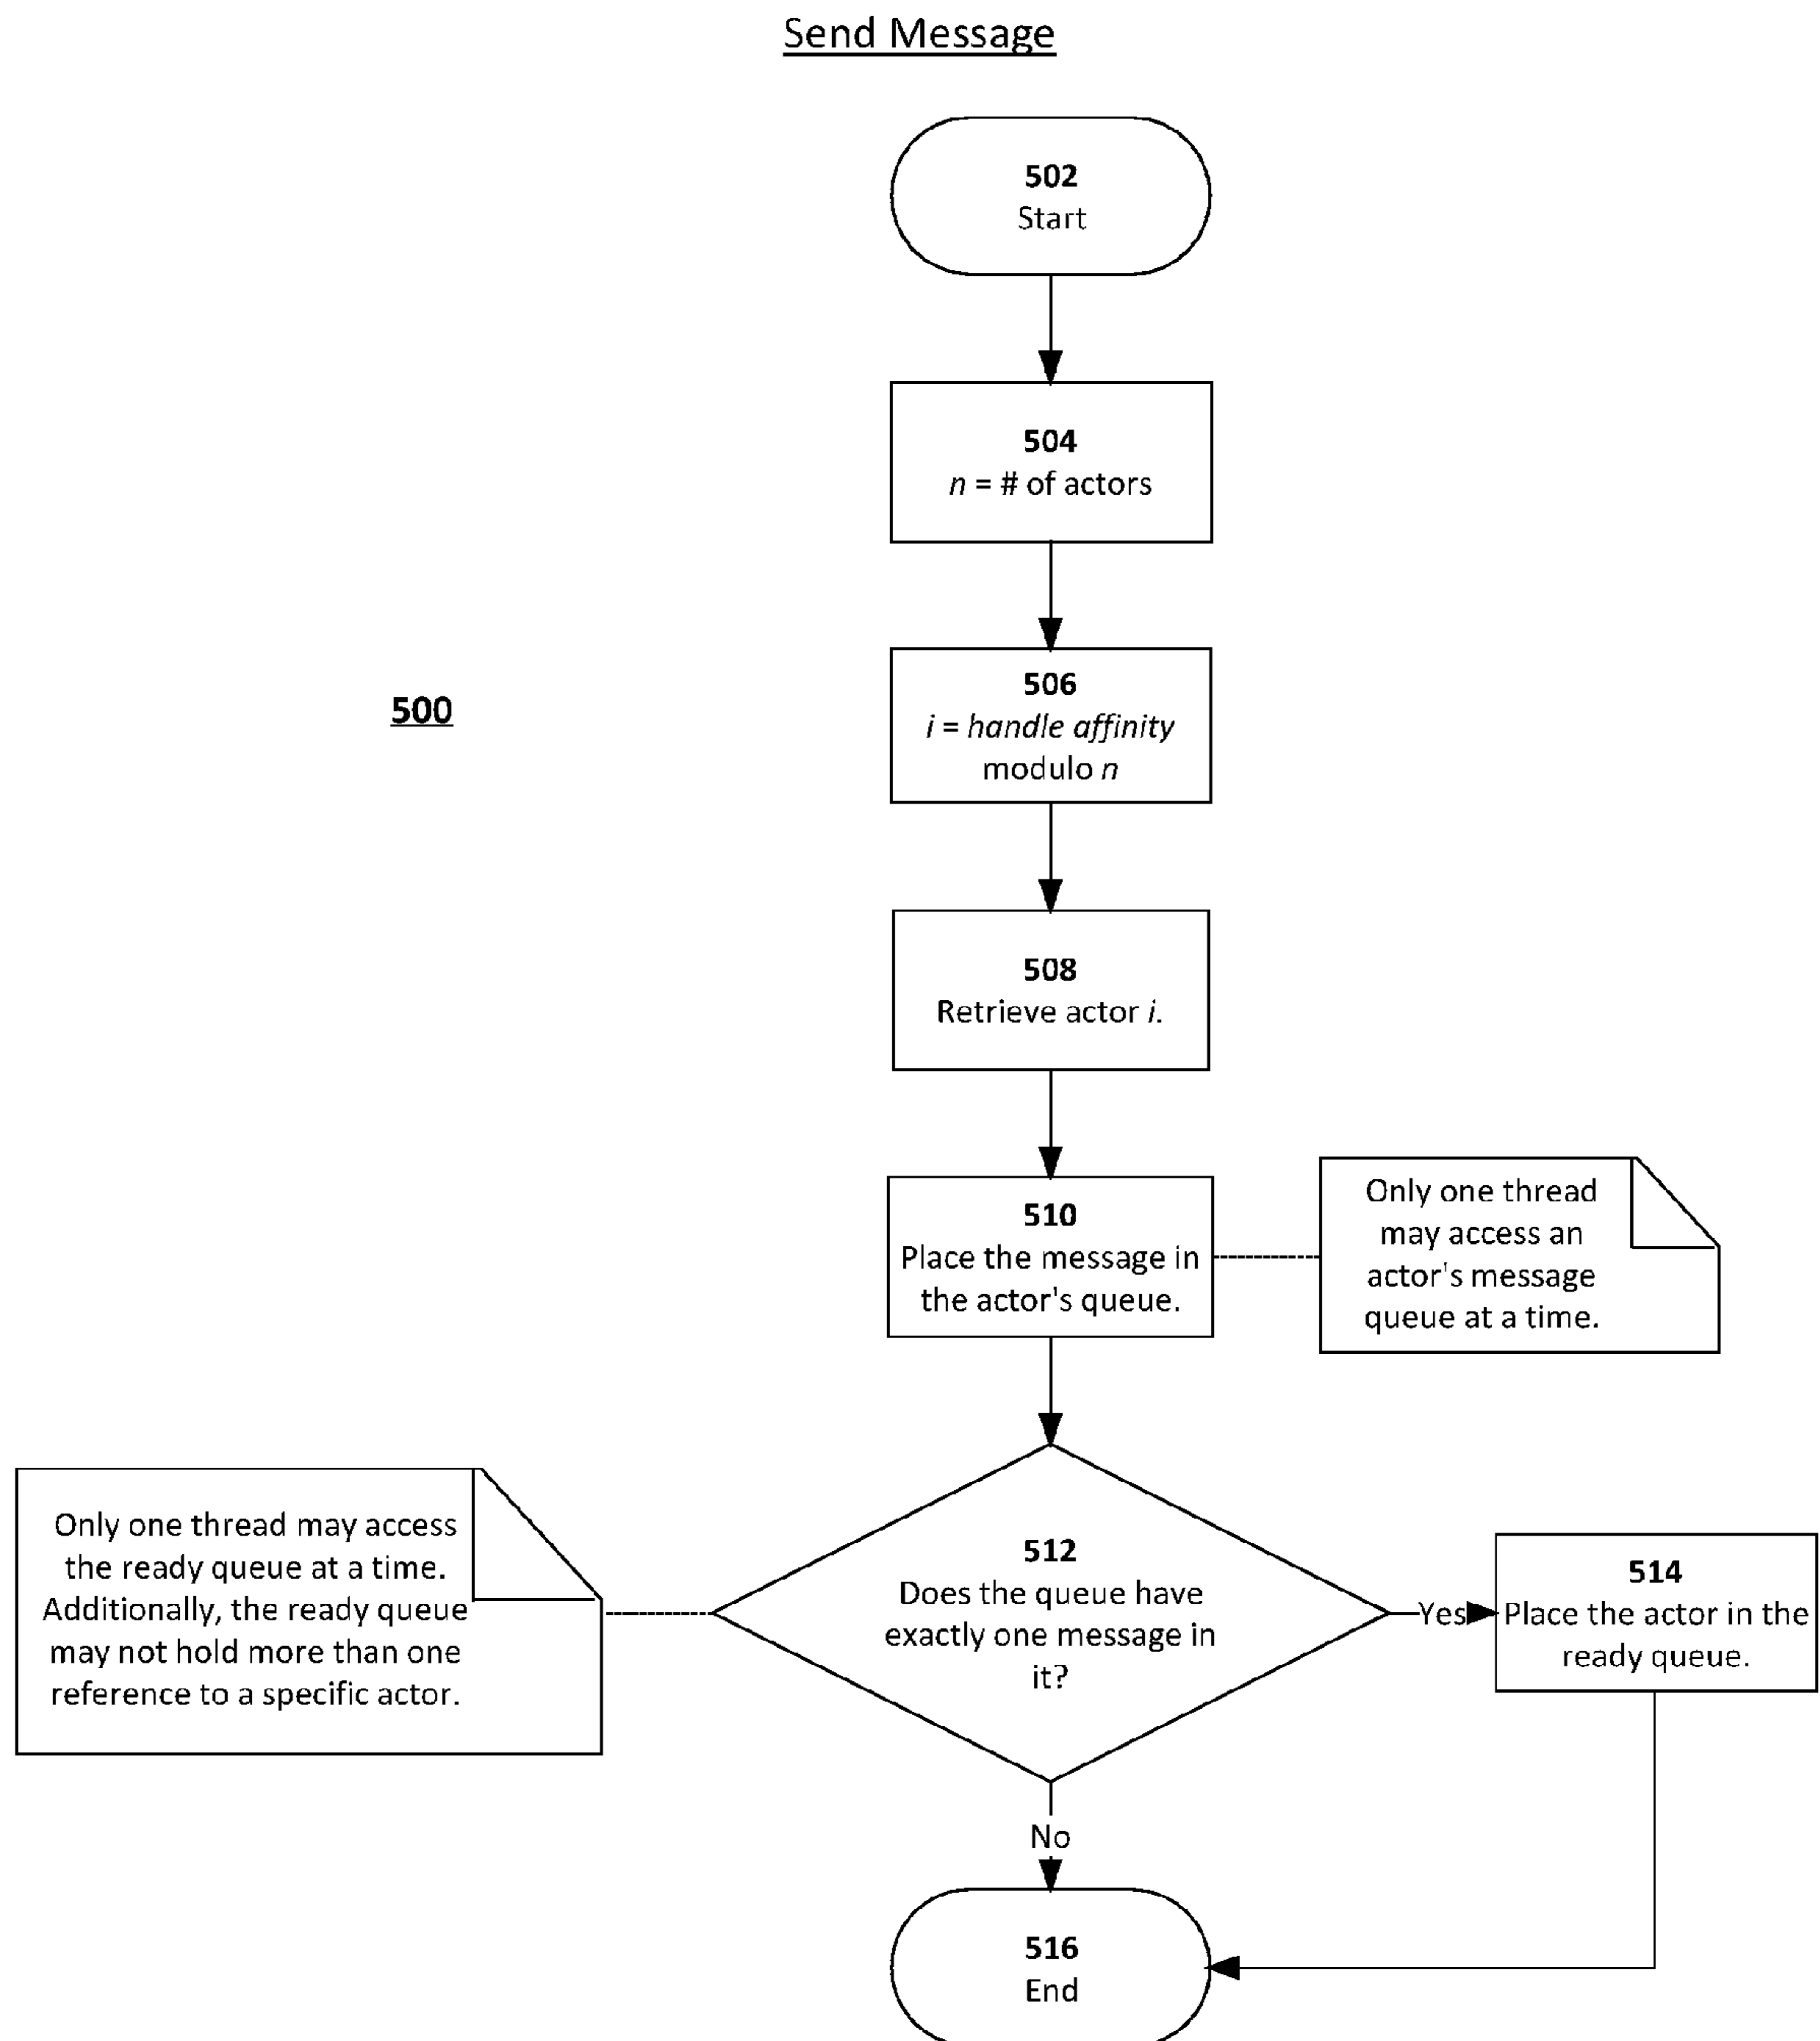 Send Message
502
Start
504
n = # of actors
506
i = handle affinity
modulo n
500
508
Retrieve actor i.
510
Place the message in
the actor's queue.
Only one thread
may access an
actor's message
queue at a time.
Only one thread may access
the ready queue at a time.
Additionally, the ready queue
may not hold more than one
reference to a specific actor.
512
Does the queue have
exactly one message in
it?
Yes
514
Place the actor in the
ready queue.
No
516
End